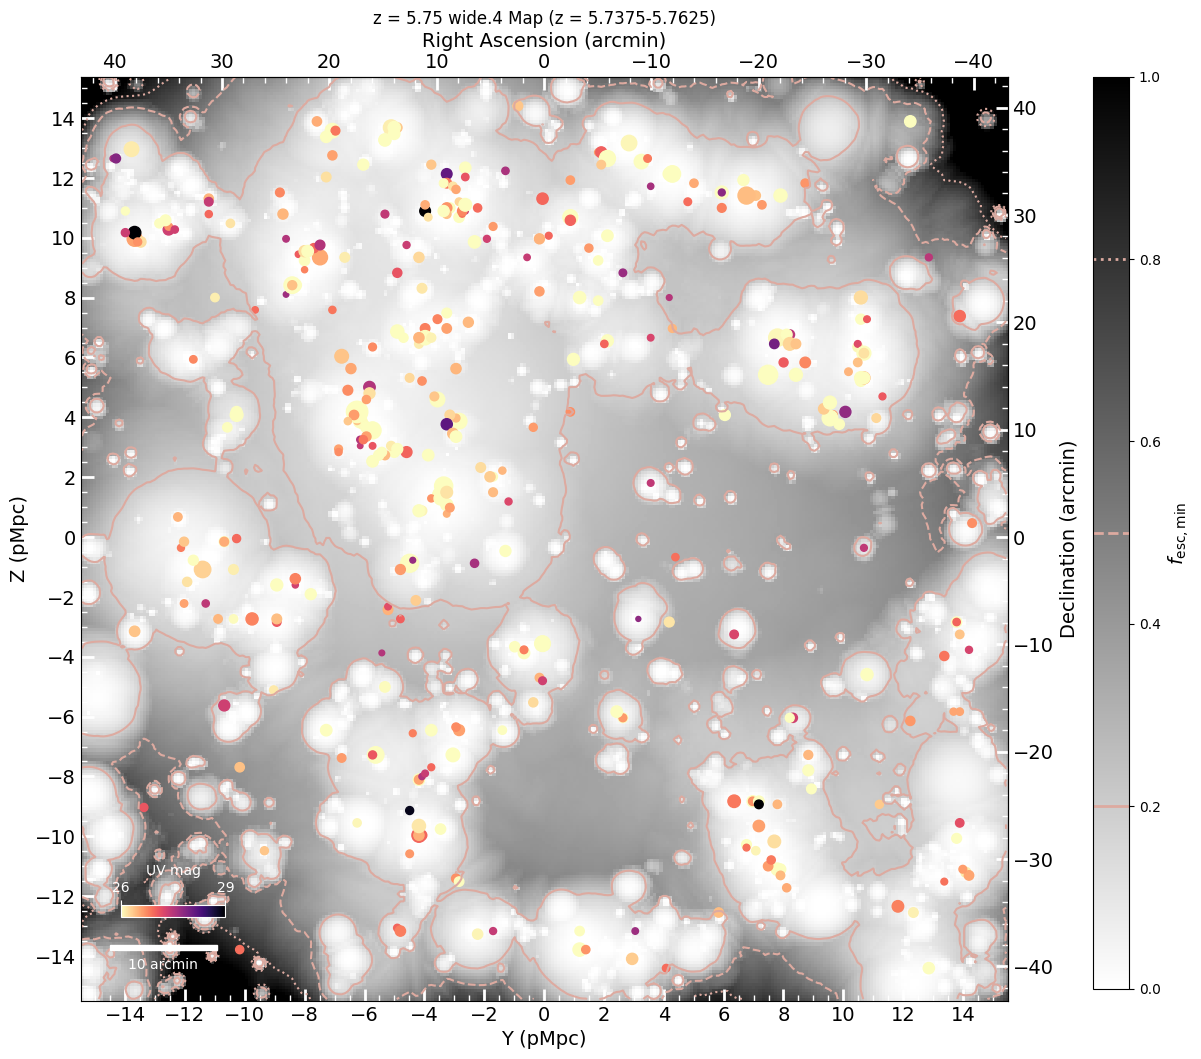 z = 5.75 wide.4 Map (z = 5.7375-5.7625)
Right Ascension (arcmin)
40 30 20 10 0 −10 −20 −30 −40
14 12 10 8 6 4 2 0 −2 −4 −6 −8 −10 −12 −14
Z (pMpc)
40 30 20 10 0 −10 −20 −30 −40
Declination (arcmin)
1.0 0.8 0.6 0.4 0.2 0.0
f_esc,min
UV mag
26 29
10 arcmin
−14 −12 −10 −8 −6 −4 −2 0 2 4 6 8 10 12 14
Y (pMpc)